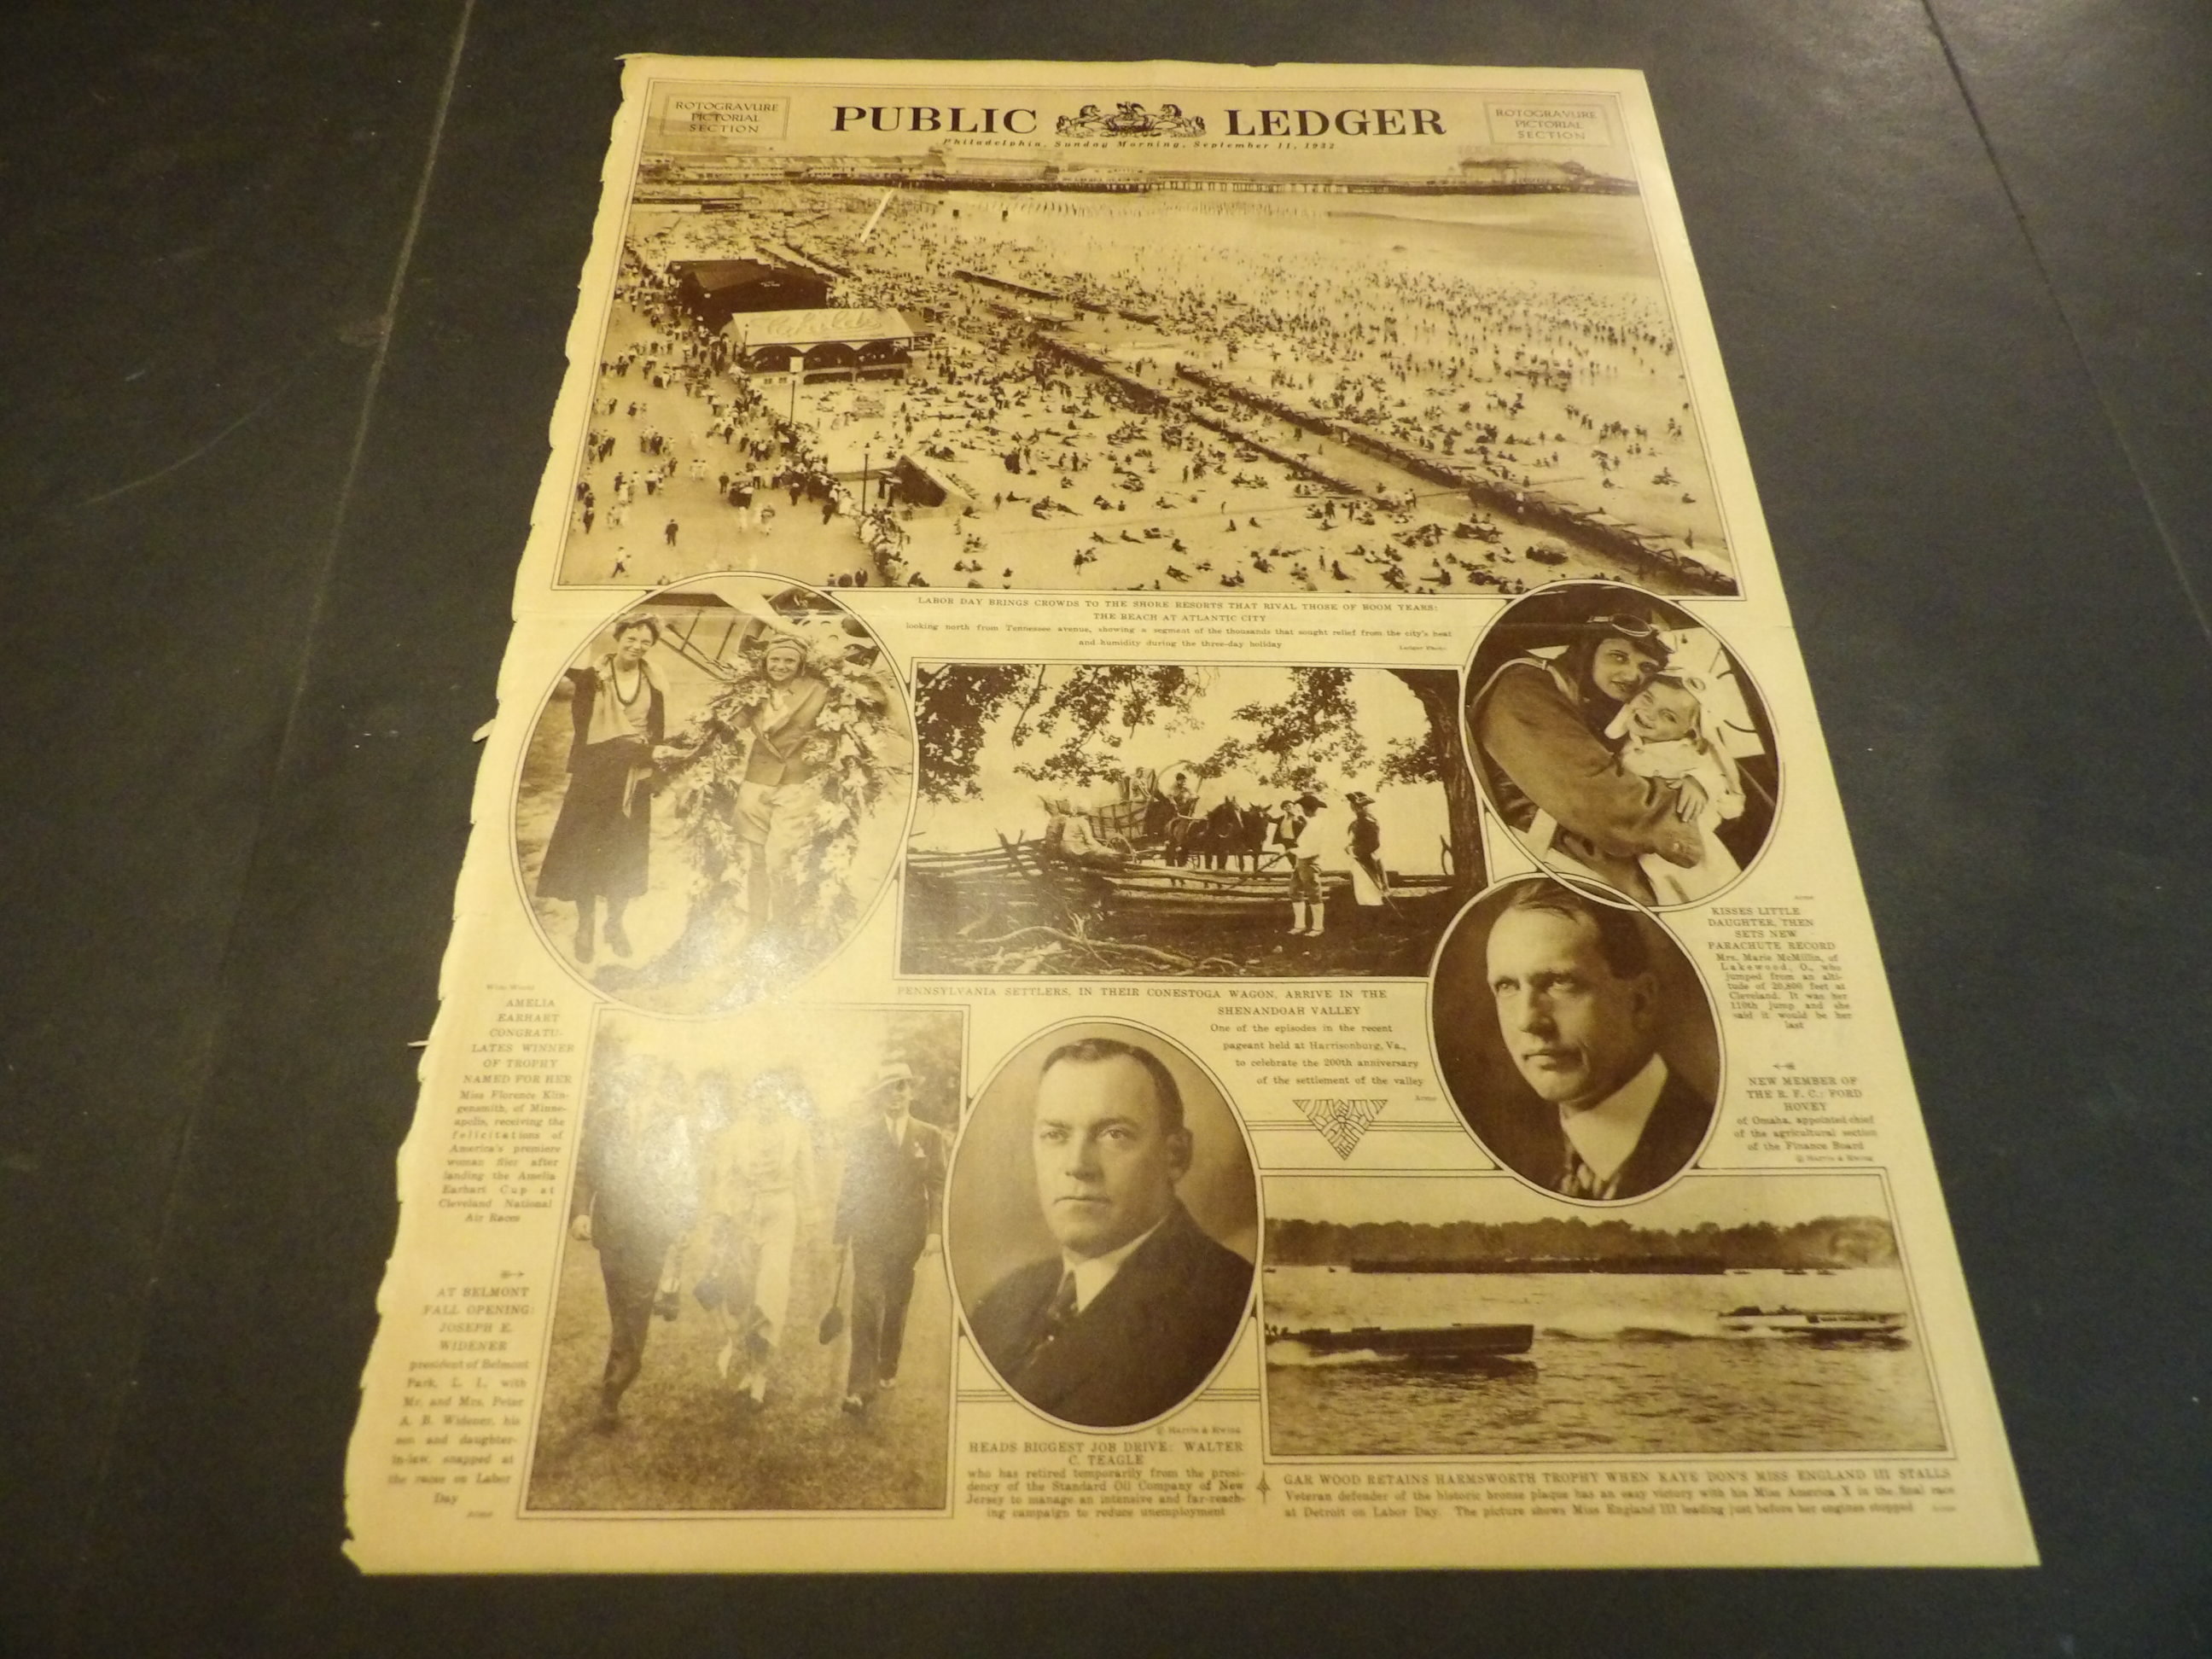 ROTOGRAVURE
PICTORIAL
SECTION
PUBLIC LEDGER
ROTOGRAVURE
PICTORIAL
SECTION
Philadelphia, Sunday Morning, September 11, 1932
Childs
LABOR DAY BRINGS CROWDS TO THE SHORE RESORTS THAT RIVAL THOSE OF BOOM YEARS:
THE BEACH AT ATLANTIC CITY
looking north from Tennessee avenue, showing a segment of the thousands that sought relief from the city's heat
and humidity during the three-day holiday
Ledger Photo
Wide World
AMELIA
EARHART
CONGRATU-
LATES WINNER
OF TROPHY
NAMED FOR HER
Miss Florence Klin-
gensmith, of Minne-
apolis, receiving the
felicitations of
America's premiere
woman flier after
landing the Amelia
Earhart Cup at
Cleveland National
Air Races
PENNSYLVANIA SETTLERS, IN THEIR CONESTOGA WAGON, ARRIVE IN THE
SHENANDOAH VALLEY
One of the episodes in the recent
pageant held at Harrisonburg, Va.,
to celebrate the 200th anniversary
of the settlement of the valley
Acme
Acme
KISSES LITTLE
DAUGHTER, THEN
SETS NEW
PARACHUTE RECORD
Mrs. Marie McMillin, of
Lakewood, O., who
jumped from an alti-
tude of 20,800 feet at
Cleveland. It was her
110th jump and she
said it would be her
last
NEW MEMBER OF
THE R. F. C.: FORD
HOVEY
of Omaha, appointed chief
of the agricultural section
of the Finance Board
© Harris & Ewing
AT BELMONT
FALL OPENING:
JOSEPH E.
WIDENER
president of Belmont
Park, L. I., with
Mr. and Mrs. Peter
A. B. Widener, his
son and daughter-
in-law, snapped at
the races on Labor
Day
Acme
© Harris & Ewing
HEADS BIGGEST JOB DRIVE: WALTER
C. TEAGLE
who has retired temporarily from the presi-
dency of the Standard Oil Company of New
Jersey to manage an intensive and far-reach-
ing campaign to reduce unemployment
GAR WOOD RETAINS HARMSWORTH TROPHY WHEN KAYE DON'S MISS ENGLAND III STALLS
Veteran defender of the historic bronze plaque has an easy victory with his Miss America X in the final race
at Detroit on Labor Day. The picture shows Miss England III leading just before her engines stopped
Acme